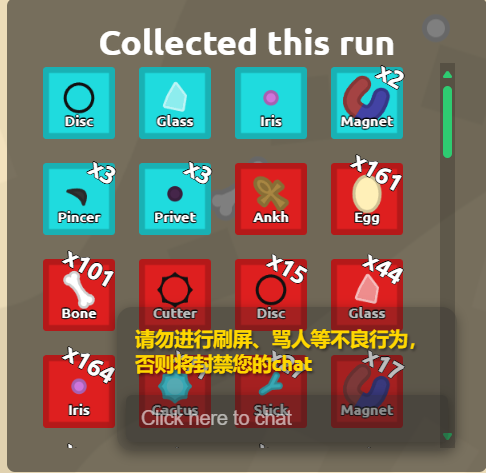 Collected this run
x2
Disc Glass Iris Magnet
x3 x3 x161
Pincer Privet Ankh Egg
x101 x15 x44
Bone Cutter Disc Glass
请勿进行刷屏、骂人等不良行为，
否则将封禁您的chat
x164 x17
Iris Cactus Stick Magnet
Click here to chat